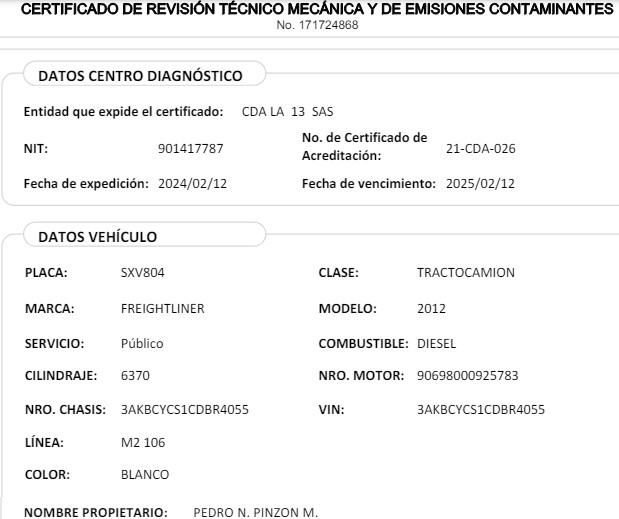 CERTIFICADO DE REVISIÓN TÉCNICO MECÁNICA Y DE EMISIONES CONTAMINANTES
No. 171724868
DATOS CENTRO DIAGNÓSTICO
Entidad que expide el certificado: CDA LA 13 SAS
NIT: 901417787 No. de Certificado de Acreditación: 21-CDA-026
Fecha de expedición: 2024/02/12 Fecha de vencimiento: 2025/02/12
DATOS VEHÍCULO
PLACA: SXV804 CLASE: TRACTOCAMION
MARCA: FREIGHTLINER MODELO: 2012
SERVICIO: Público COMBUSTIBLE: DIESEL
CILINDRAJE: 6370 NRO. MOTOR: 90698000925783
NRO. CHASIS: 3AKBCYCS1CDBR4055 VIN: 3AKBCYCS1CDBR4055
LÍNEA: M2 106
COLOR: BLANCO
NOMBRE PROPIETARIO: PEDRO N. PINZON M.